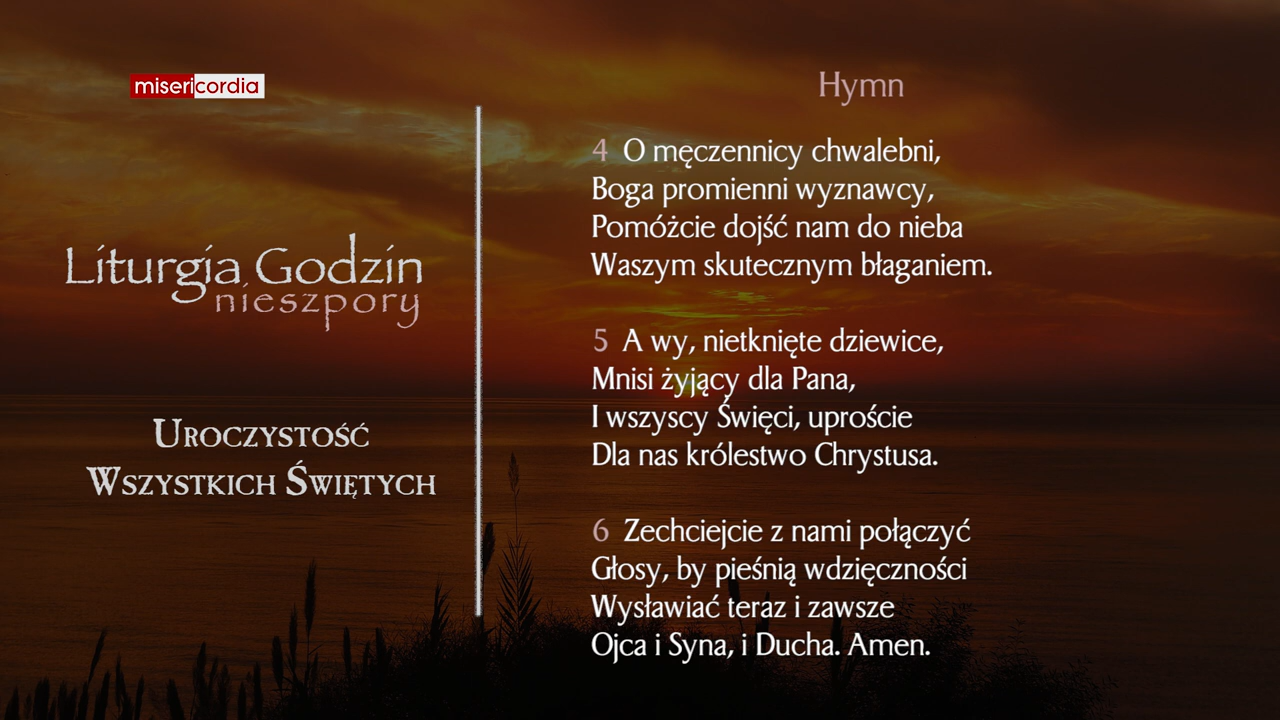 misericordia
Liturgia Godzin
nieszpory
Uroczystość
Wszystkich Świętych
Hymn
4 O męczennicy chwalebni,
Boga promienni wyznawcy,
Pomóżcie dojść nam do nieba
Waszym skutecznym błaganiem.
5 A wy, nietknięte dziewice,
Mnisi żyjący dla Pana,
I wszyscy Święci, uproście
Dla nas królestwo Chrystusa.
6 Zechciejcie z nami połączyć
Głosy, by pieśnią wdzięczności
Wysławiać teraz i zawsze
Ojca i Syna, i Ducha. Amen.